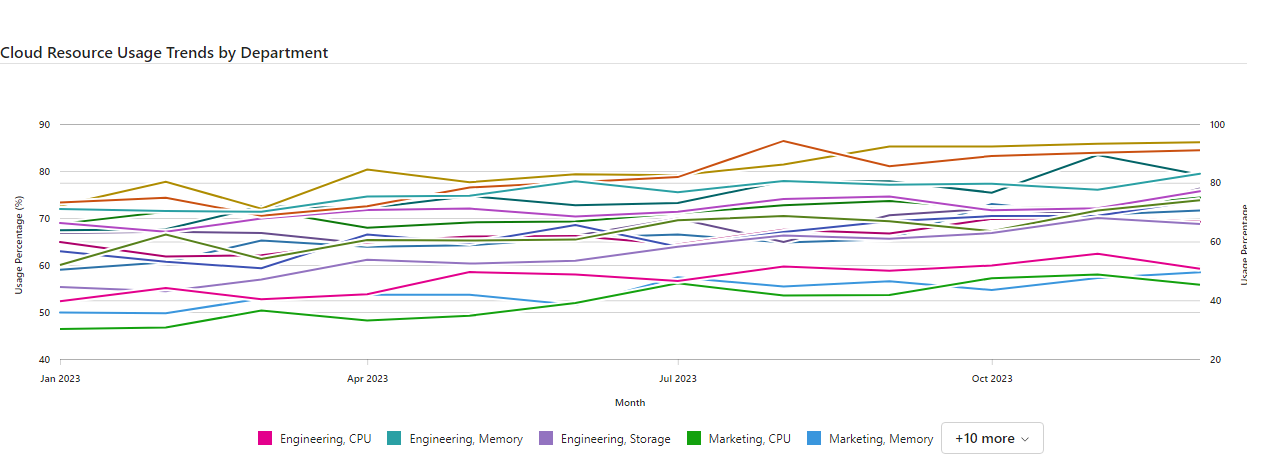 Cloud Resource Usage Trends by Department
90
80
70
60
50
40
Usage Percentage (%)
100
80
60
40
20
Usage Percentage
Jan 2023
Apr 2023
Jul 2023
Oct 2023
Month
Engineering, CPU
Engineering, Memory
Engineering, Storage
Marketing, CPU
Marketing, Memory
+10 more